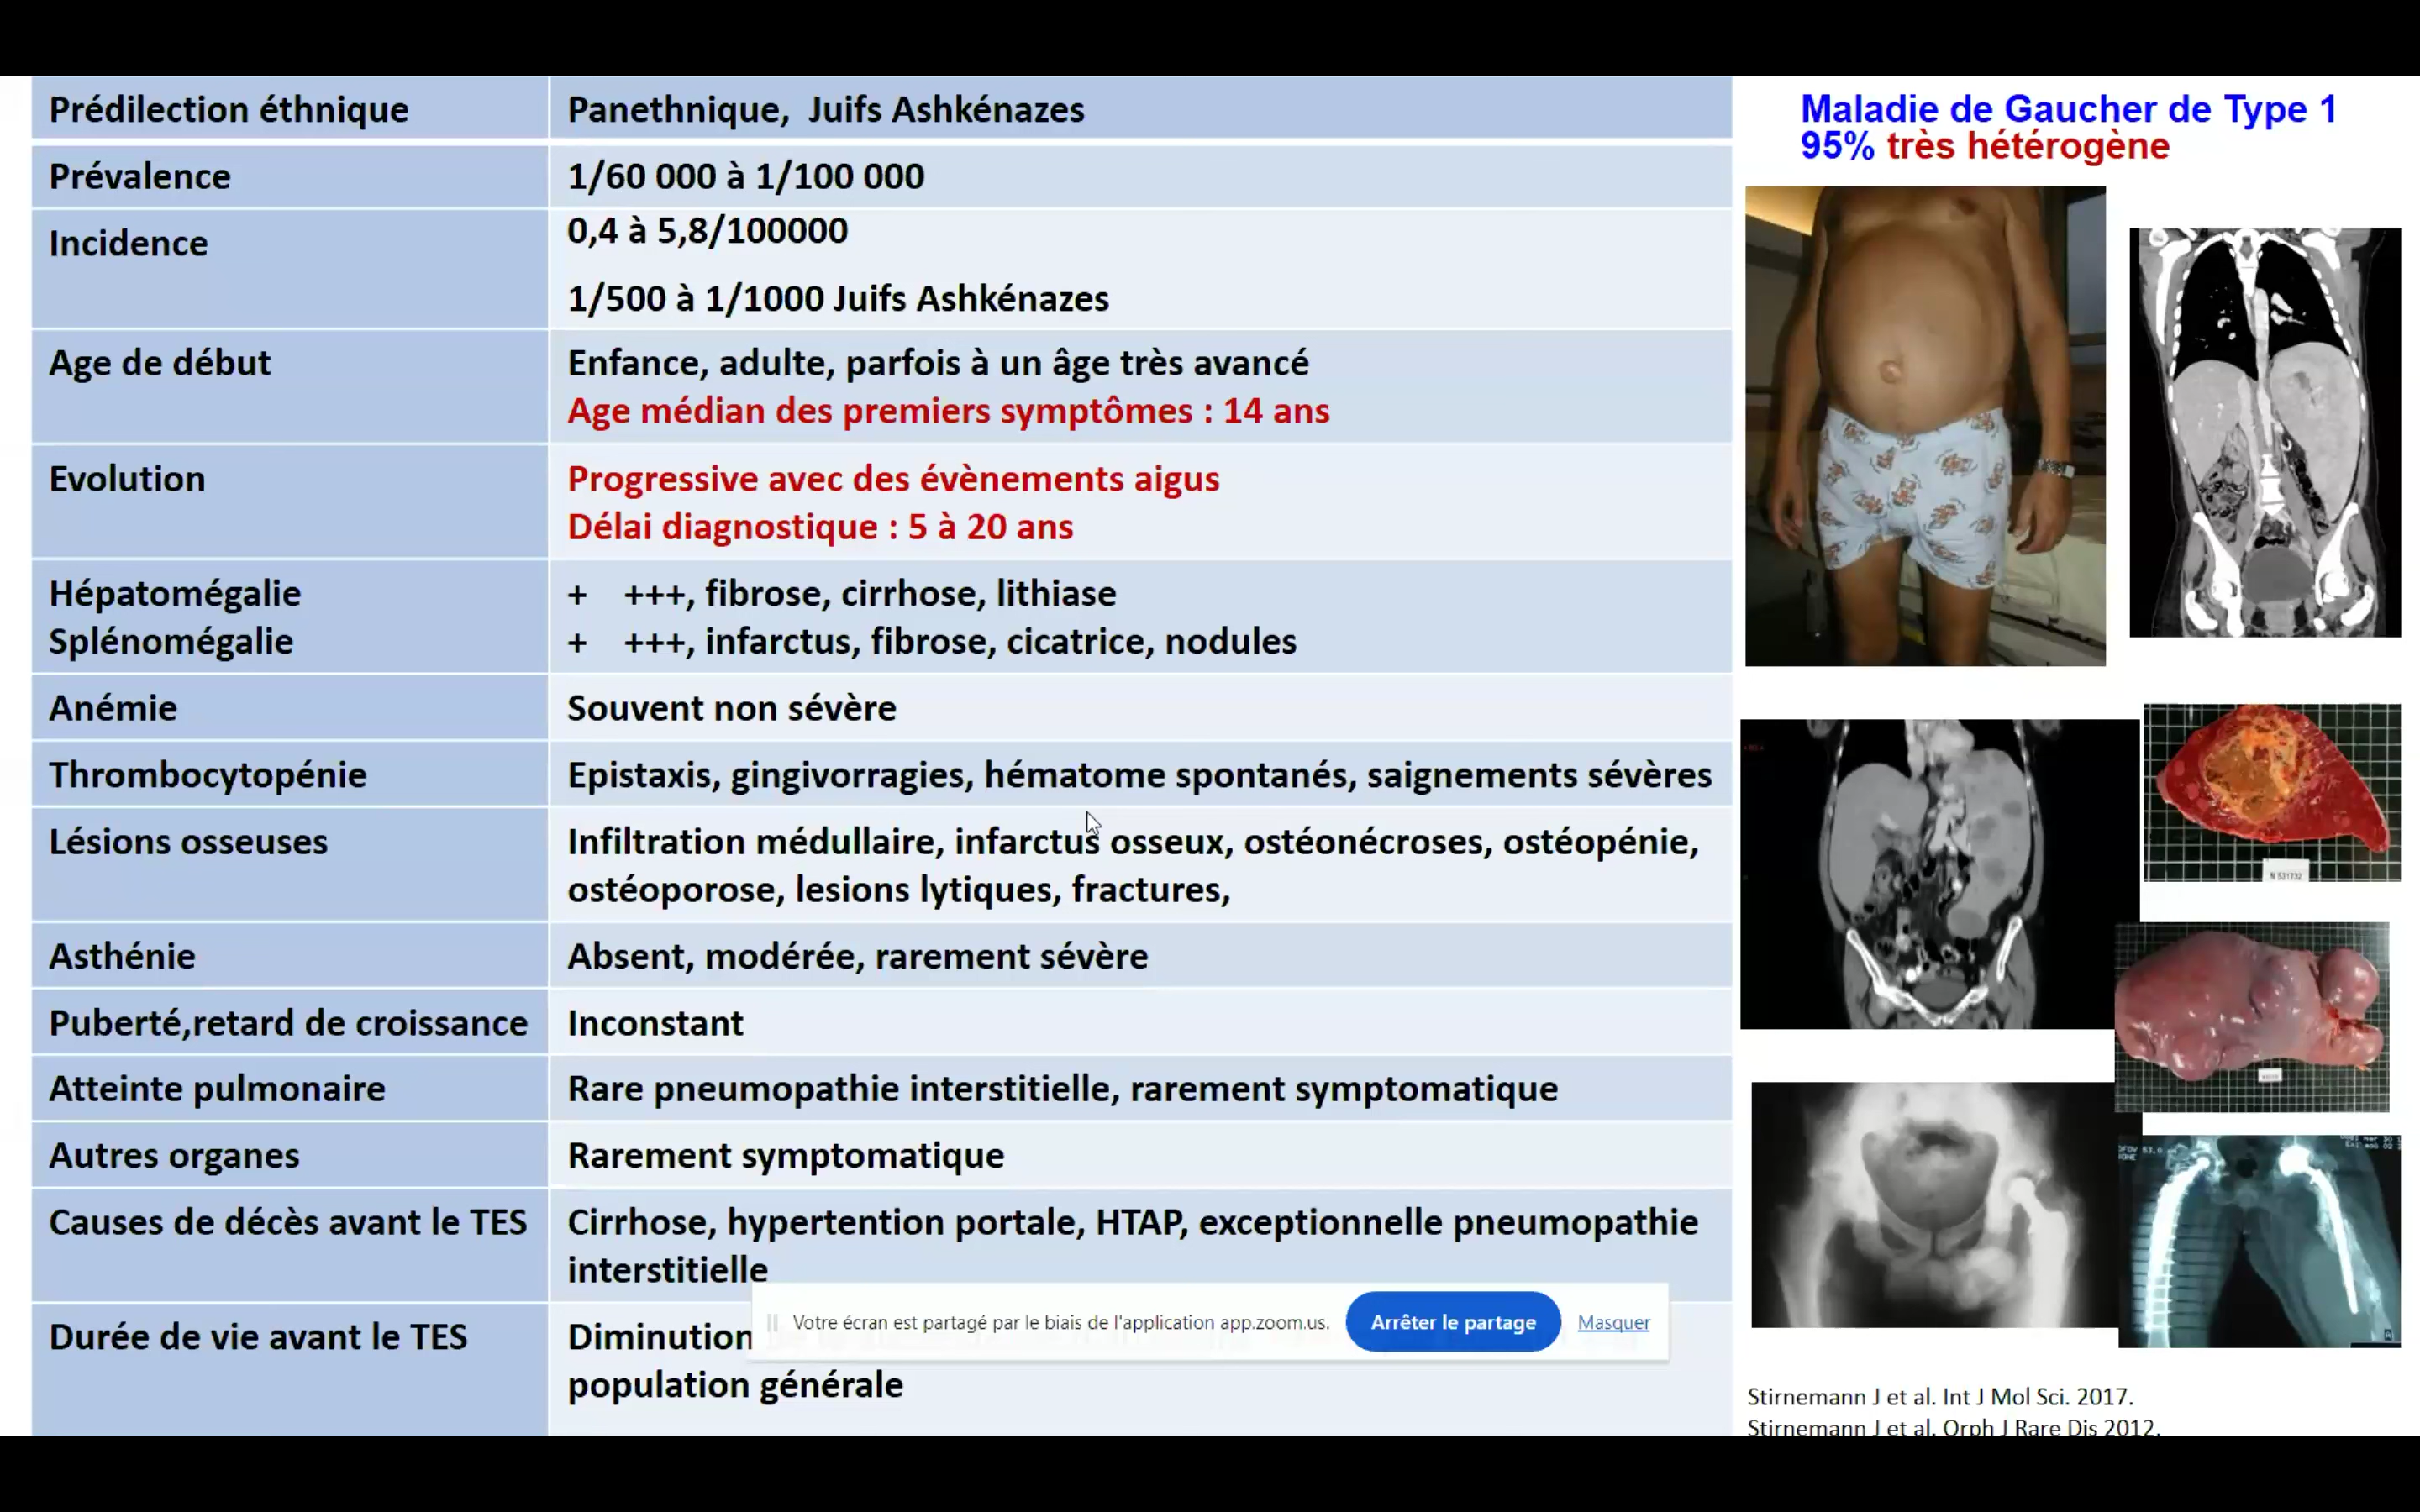 Prédilection éthnique
Panethnique, Juifs Ashkénazes
Prévalence
1/60 000 à 1/100 000
Incidence
0,4 à 5,8/100000
1/500 à 1/1000 Juifs Ashkénazes
Age de début
Enfance, adulte, parfois à un âge très avancé
Age médian des premiers symptômes : 14 ans
Evolution
Progressive avec des évènements aigus
Délai diagnostique : 5 à 20 ans
Hépatomégalie
+ +++, fibrose, cirrhose, lithiase
Splénomégalie
+ +++, infarctus, fibrose, cicatrice, nodules
Anémie
Souvent non sévère
Thrombocytopénie
Epistaxis, gingivorragies, hématome spontanés, saignements sévères
Lésions osseuses
Infiltration médullaire, infarctus osseux, ostéonécroses, ostéopénie,
ostéoporose, lesions lytiques, fractures,
Asthénie
Absent, modérée, rarement sévère
Puberté,retard de croissance
Inconstant
Atteinte pulmonaire
Rare pneumopathie interstitielle, rarement symptomatique
Autres organes
Rarement symptomatique
Causes de décès avant le TES
Cirrhose, hypertention portale, HTAP, exceptionnelle pneumopathie
interstitielle
Durée de vie avant le TES
Diminution
population générale
Votre écran est partagé par le biais de l'application app.zoom.us.
Arrêter le partage
Masquer
Maladie de Gaucher de Type 1
95% très hétérogène
N 531732
DFOV 53.0
Stirnemann J et al. Int J Mol Sci. 2017.
Stirnemann J et al. Orph J Rare Dis 2012.